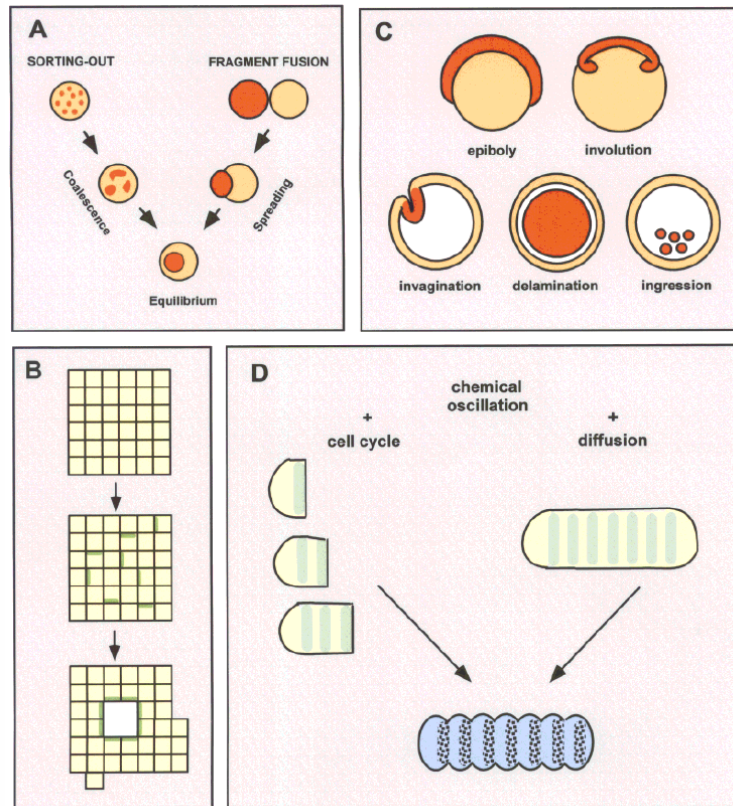 A
SORTING-OUT
FRAGMENT FUSION
Coalescence
Spreading
Equilibrium
C
epiboly
involution
invagination
delamination
ingression
B
D
chemical
oscillation
+
cell cycle
+
diffusion